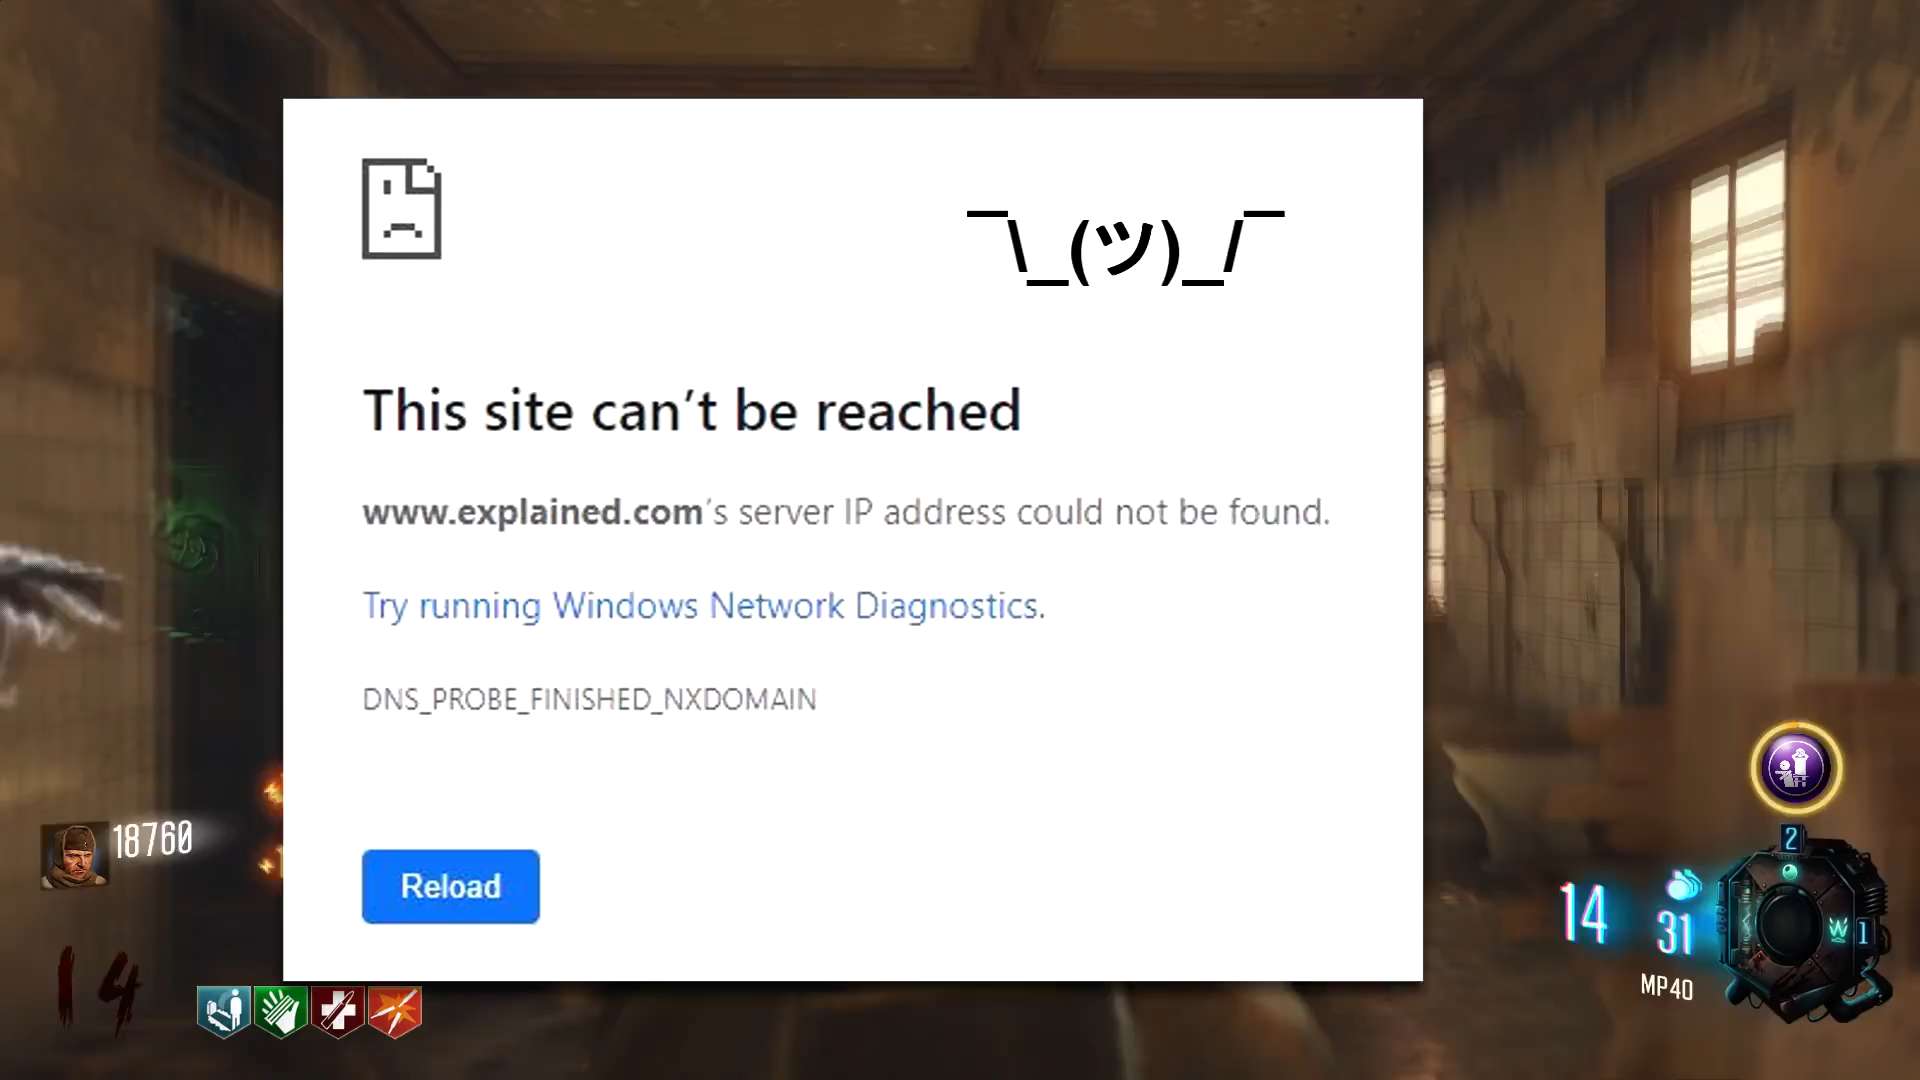 ¯\_(ツ)_/¯
This site can’t be reached
www.explained.com’s server IP address could not be found.
Try running Windows Network Diagnostics.
DNS_PROBE_FINISHED_NXDOMAIN
Reload
18760
14
2
14
31
W 1
MP40